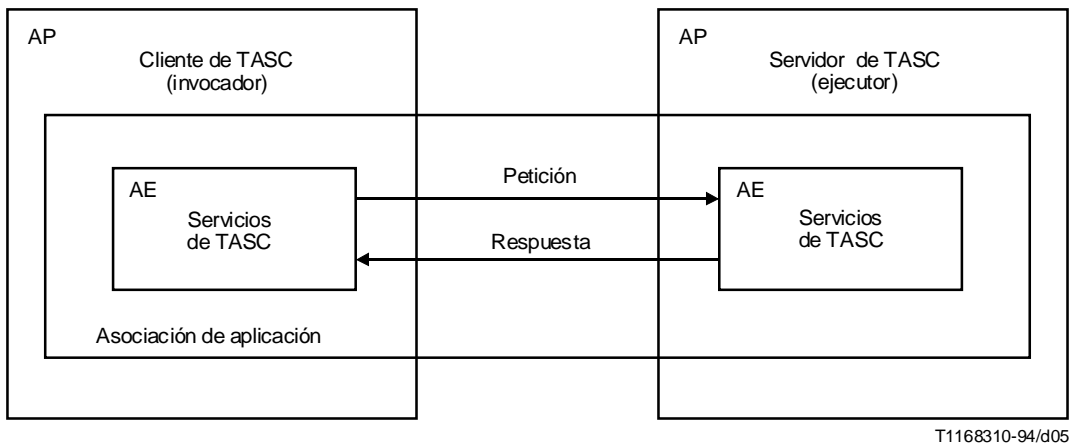 AP
Cliente de TASC
(invocador)
AP
Servidor de TASC
(ejecutor)
AE
Servicios
de TASC
Petición
Respuesta
AE
Servicios
de TASC
Asociación de aplicación
T1168310-94/d05